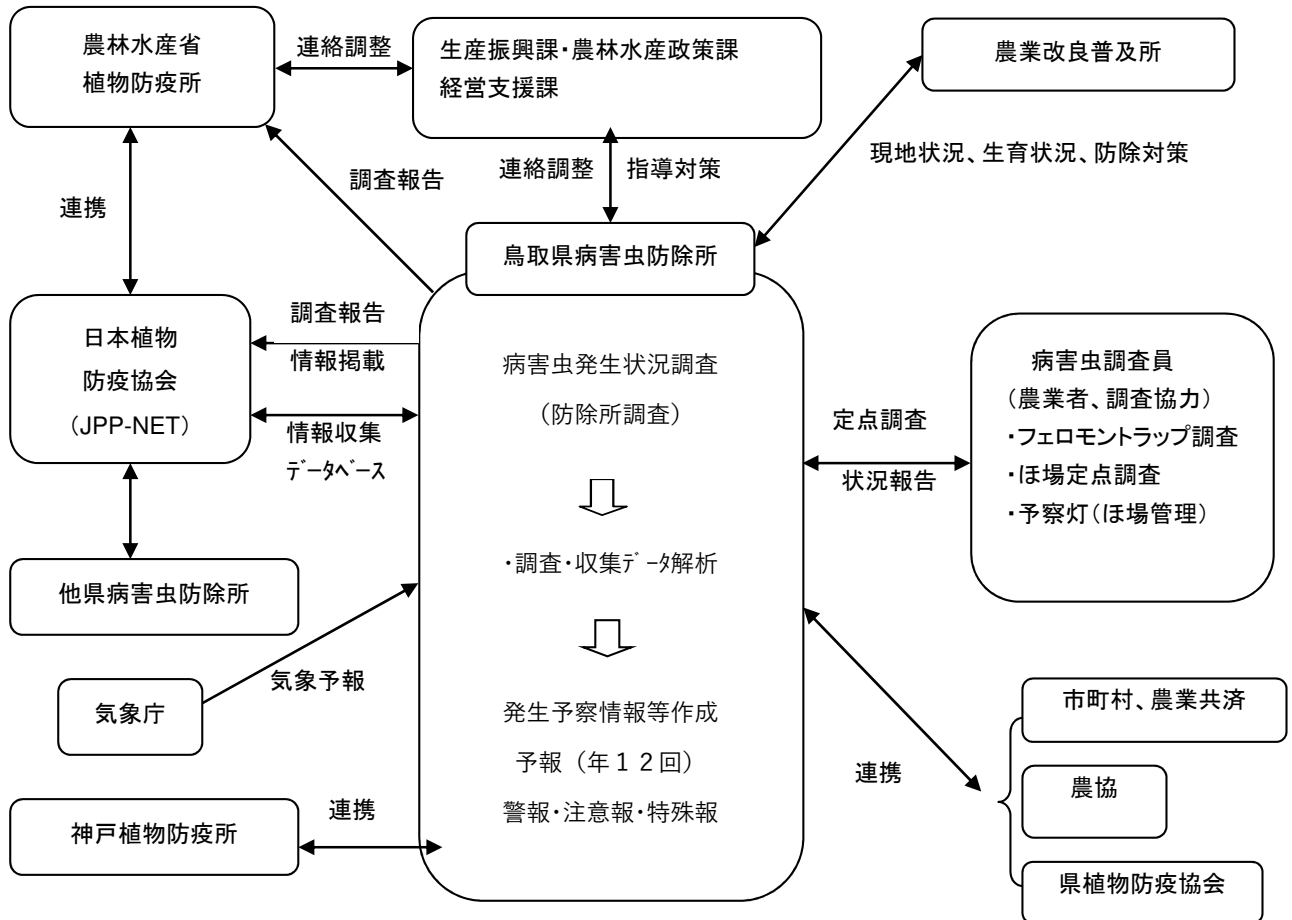 農林水産省
植物防疫所
連絡調整
生産振興課・農林水産政策課
経営支援課
農業改良普及所
調査報告
連絡調整
指導対策
現地状況、生育状況、防除対策
連携
鳥取県病害虫防除所
日本植物
防疫協会
(JPP-NET)
調査報告
情報掲載
情報収集
ﾃﾞｰﾀﾍﾞｰｽ
病害虫発生状況調査
(防除所調査)
・調査・収集ﾃﾞｰﾀ解析
発生予察情報等作成
予報（年１２回）
警報・注意報・特殊報
定点調査
状況報告
病害虫調査員
(農業者、調査協力)
・フェロモントラップ調査
・ほ場定点調査
・予察灯(ほ場管理)
他県病害虫防除所
気象予報
気象庁
連携
神戸植物防疫所
連携
市町村、農業共済
農協
県植物防疫協会